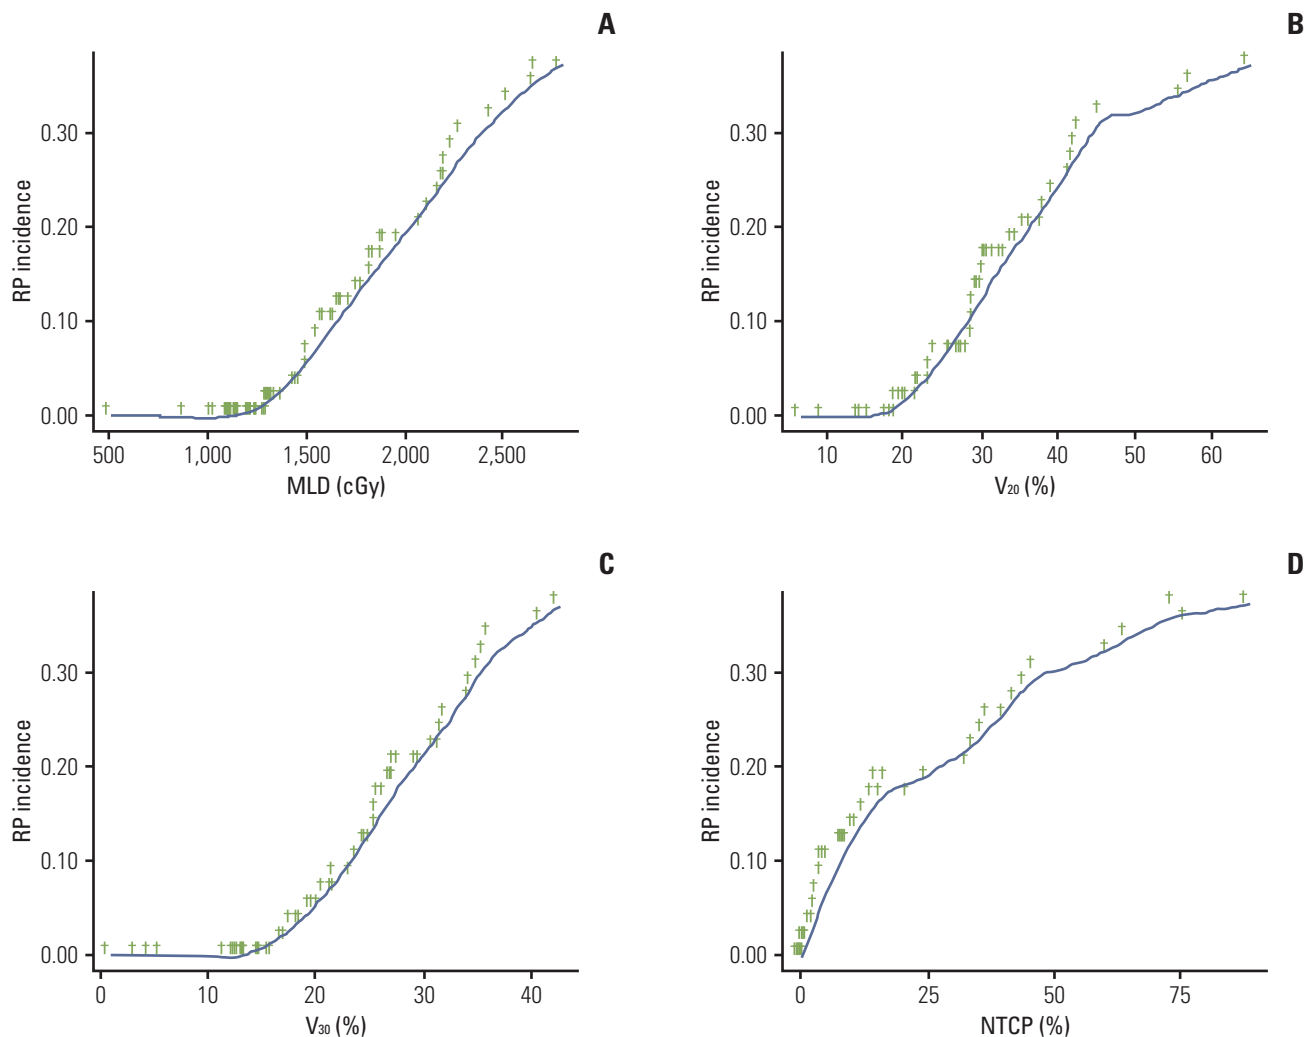 A
RP incidence
0.30
0.20
0.10
0.00
500 1,000 1,500 2,000 2,500
MLD (cGy)
B
RP incidence
0.30
0.20
0.10
0.00
10 20 30 40 50 60
V20 (%)
C
RP incidence
0.30
0.20
0.10
0.00
0 10 20 30 40
V30 (%)
D
RP incidence
0.30
0.20
0.10
0.00
0 25 50 75
NTCP (%)